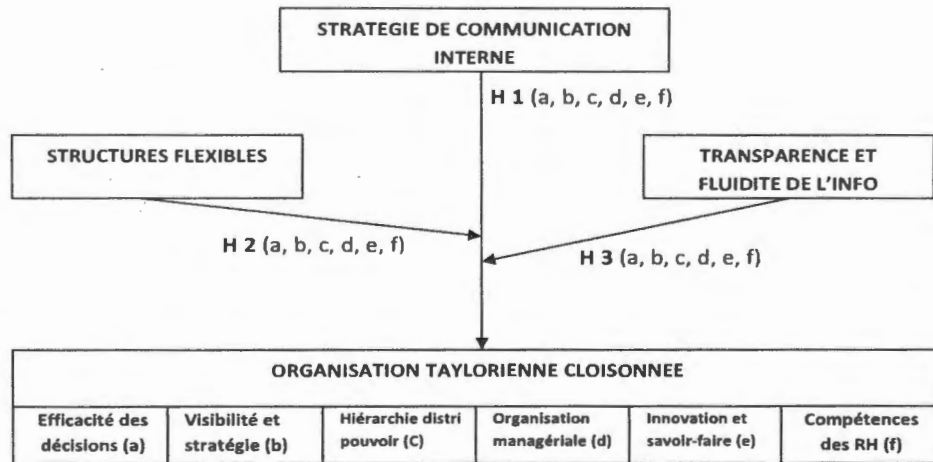 STRATEGIE DE COMMUNICATION
INTERNE
H 1 (a, b, c, d, e, f)
STRUCTURES FLEXIBLES
TRANSPARENCE ET
FLUIDITE DE L'INFO
H 2 (a, b, c, d, e, f)
H 3 (a, b, c, d, e, f)
ORGANISATION TAYLORIENNE CLOISONNEE
Efficacité des
décisions (a)
Visibilité et
stratégie (b)
Hiérarchie distri
pouvoir (C)
Organisation
managériale (d)
Innovation et
savoir-faire (e)
Compétences
des RH (f)